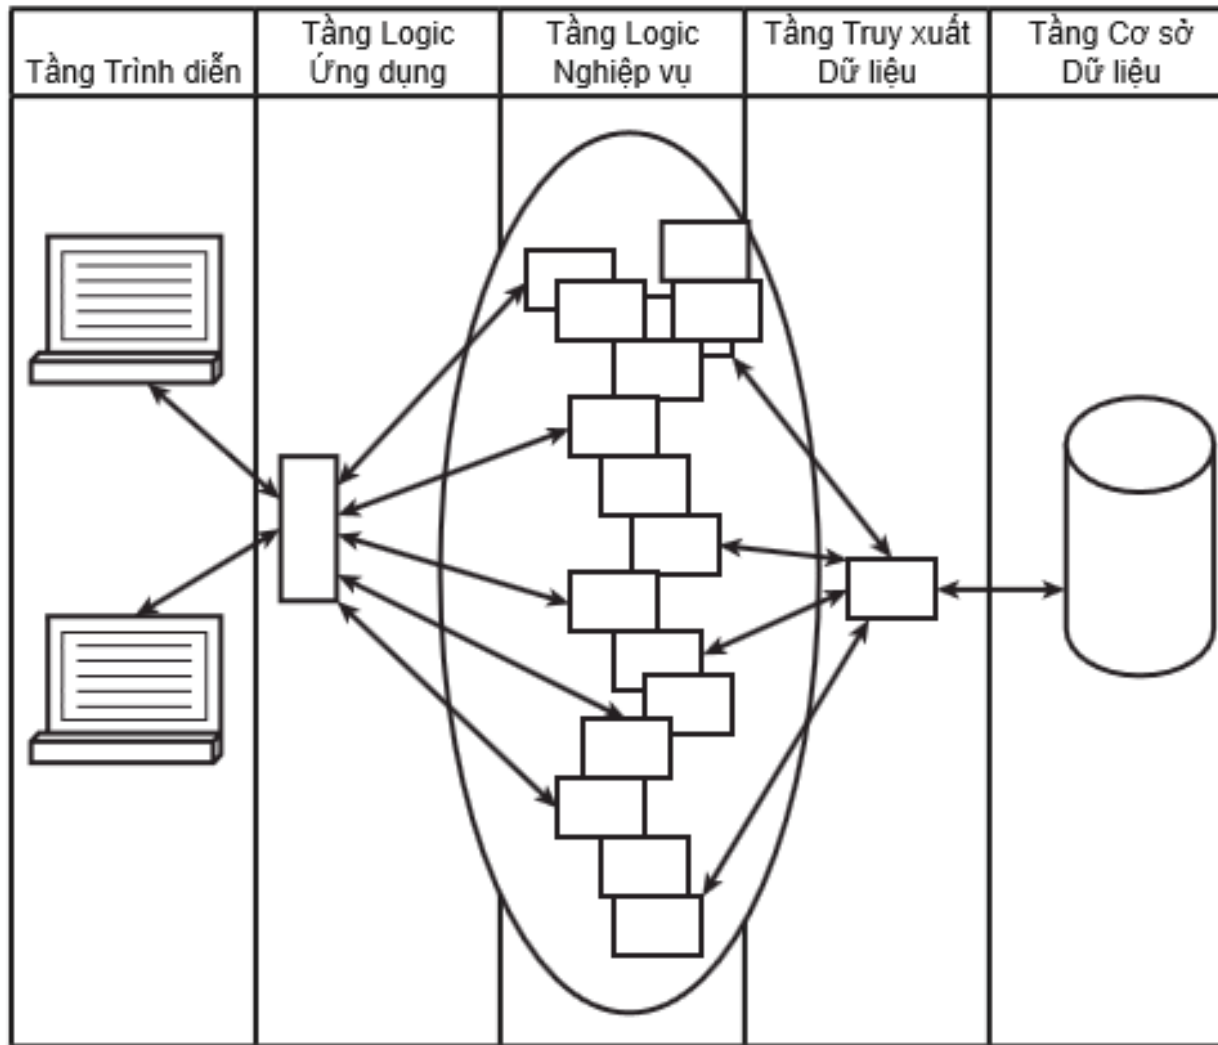 Tầng Trình diễn
Tầng Logic
Ứng dụng
Tầng Logic
Nghiệp vụ
Tầng Truy xuất
Dữ liệu
Tầng Cơ sở
Dữ liệu